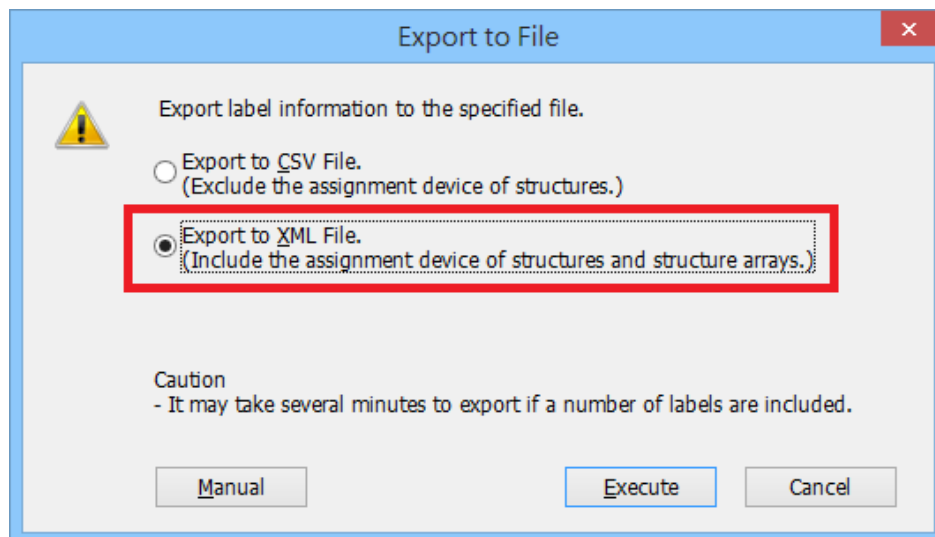 Export to File
Export label information to the specified file.
Export to CSV File.
(Exclude the assignment device of structures.)
Export to XML File.
(Include the assignment device of structures and structure arrays.)
Caution
- It may take several minutes to export if a number of labels are included.
Manual
Execute
Cancel